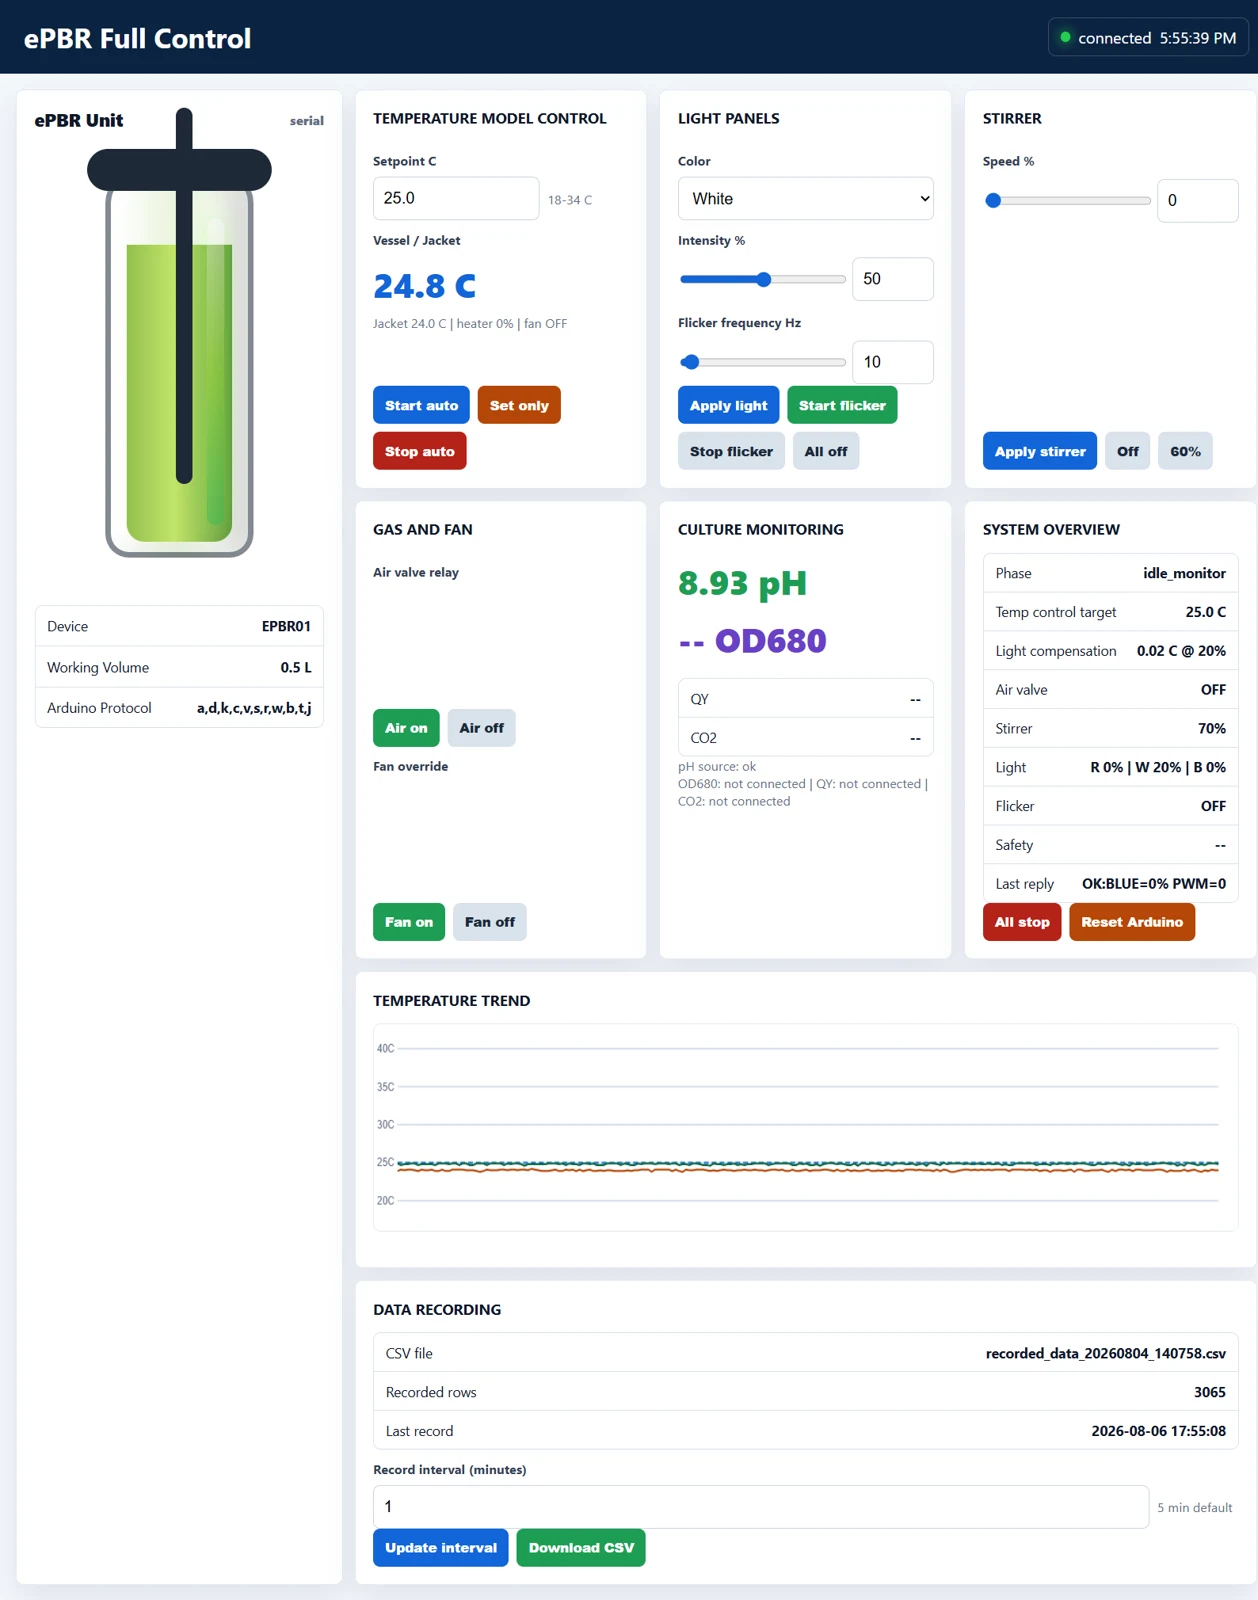 ePBR Full Control
connected 5:55:39 PM
ePBR Unit
serial
Device EPBR01
Working Volume 0.5 L
Arduino Protocol a,d,k,c,v,s,r,w,b,t,j
TEMPERATURE MODEL CONTROL
Setpoint C
25.0 18-34 C
Vessel / Jacket
24.8 C
Jacket 24.0 C | heater 0% | fan OFF
Start auto Set only
Stop auto
LIGHT PANELS
Color
White
Intensity %
50
Flicker frequency Hz
10
Apply light Start flicker
Stop flicker All off
STIRRER
Speed %
0
Apply stirrer Off 60%
GAS AND FAN
Air valve relay
Air on Air off
Fan override
Fan on Fan off
CULTURE MONITORING
8.93 pH
-- OD680
QY --
CO2 --
pH source: ok
OD680: not connected | QY: not connected |
CO2: not connected
SYSTEM OVERVIEW
Phase idle_monitor
Temp control target 25.0 C
Light compensation 0.02 C @ 20%
Air valve OFF
Stirrer 70%
Light R 0% | W 20% | B 0%
Flicker OFF
Safety --
Last reply OK:BLUE=0% PWM=0
All stop Reset Arduino
TEMPERATURE TREND
40C
35C
30C
25C
20C
DATA RECORDING
CSV file recorded_data_20260804_140758.csv
Recorded rows 3065
Last record 2026-08-06 17:55:08
Record interval (minutes)
1 5 min default
Update interval Download CSV